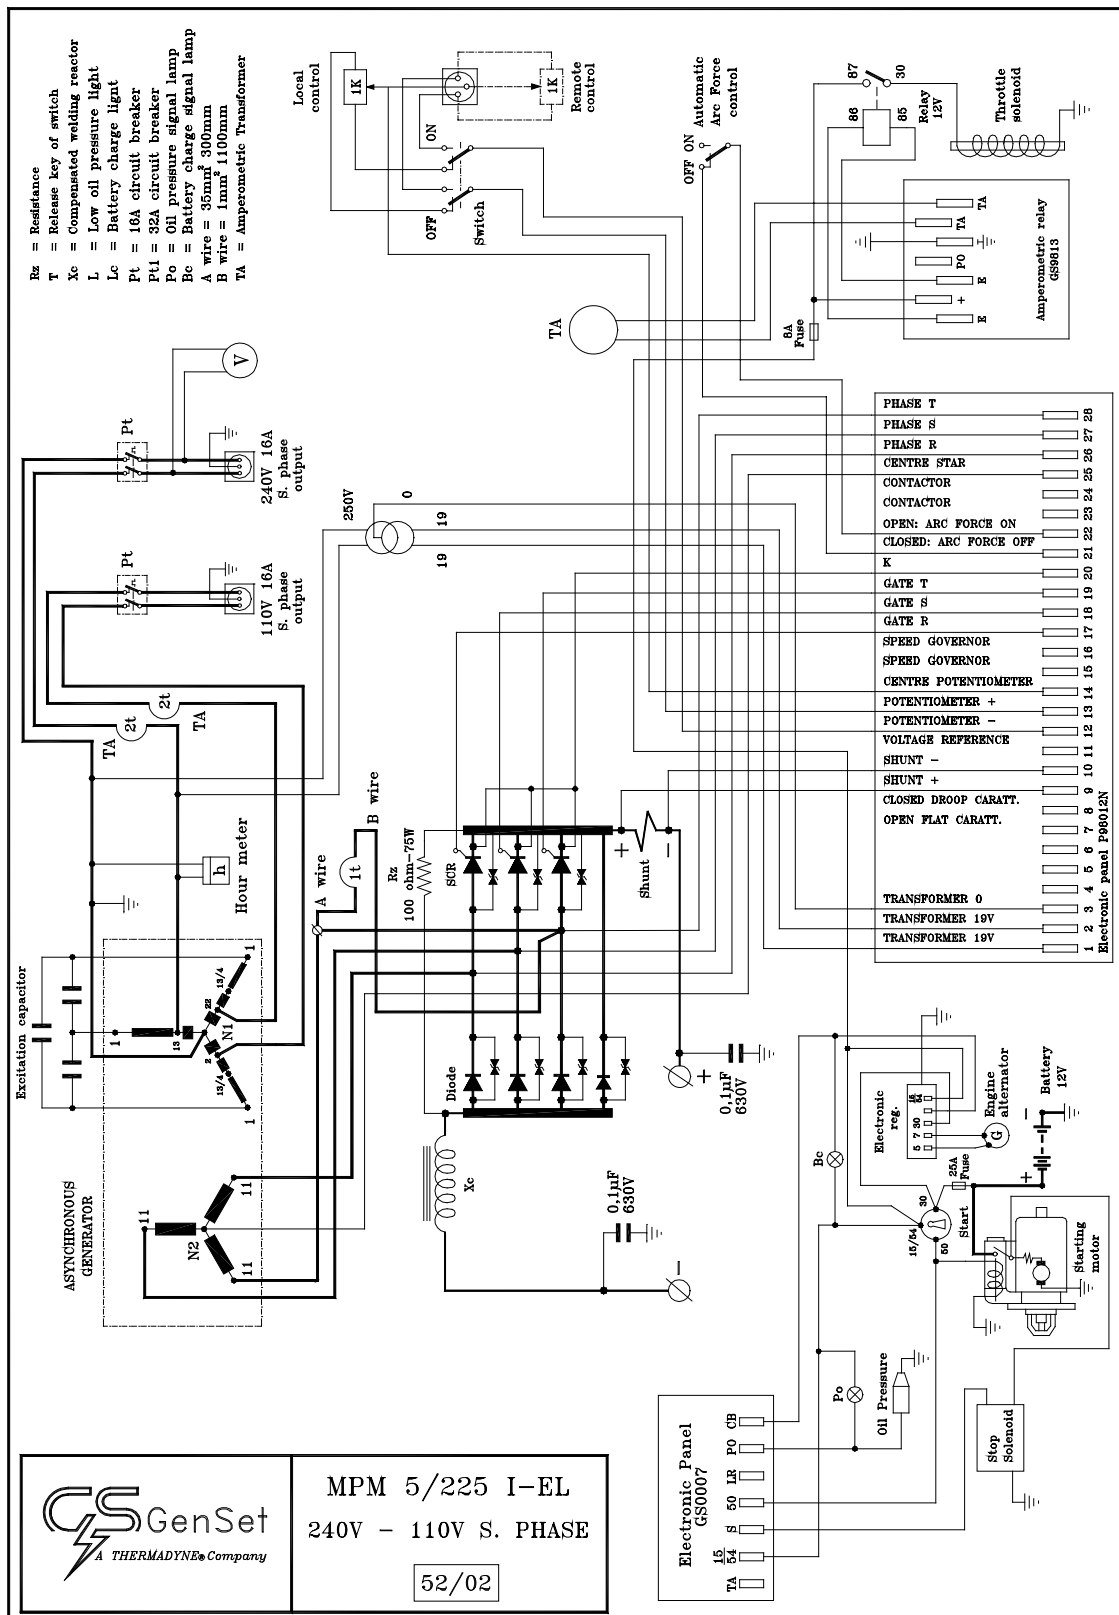 Rz = Resistance
T = Release key of switch
Xc = Compensated welding reactor
L = Low oil pressure light
Lc = Battery charge light
Pt = 16A circuit breaker
Pt1 = 32A circuit breaker
Po = Oil pressure signal lamp
Bc = Battery charge signal lamp
A wire = 35mm² 300mm
B wire = 1mm² 1100mm
TA = Amperometric Transformer
Local
control
1K
1K
Remote
control
ON
OFF
Switch
Automatic
Arc Force
control
OFF ON
87
30
86
85
Relay
12V
Throttle
solenoid
TA
TA
PO
E
+
E
Amperometric relay
GS9813
TA
8A
Fuse
V
Pt
240V 16A
S. phase
output
Pt
110V 16A
S. phase
output
250V
0
19
19
2t
TA
2t
TA
h
Hour meter
Excitation capacitor
1
13
22
13/4
1
N1
2
13/4
1
ASYNCHRONOUS
GENERATOR
11
11
11
N2
A wire
1t
B wire
Rz
100 ohm-75W
SCR
Diode
Shunt
+
−
+
0,1µF
630V
Xc
0,1µF
630V
−
PHASE T
28
PHASE S
27
PHASE R
26
CENTRE STAR
25
CONTACTOR
24
CONTACTOR
23
OPEN: ARC FORCE ON
22
CLOSED: ARC FORCE OFF
21
K
20
GATE T
19
GATE S
18
GATE R
17
SPEED GOVERNOR
16
SPEED GOVERNOR
15
CENTRE POTENTIOMETER
14
POTENTIOMETER +
13
POTENTIOMETER −
12
VOLTAGE REFERENCE
11
SHUNT −
10
SHUNT +
9
CLOSED DROOP CARATT.
8
OPEN FLAT CARATT.
7
6
5
4
TRANSFORMER 0
3
TRANSFORMER 19V
2
TRANSFORMER 19V
1
Electronic panel P98012N
Electronic
reg.
5 7 30 15/54
G
Engine
alternator
Battery
12V
−
+
Bc
25A
Fuse
30
15/54
50
Start
Starting
motor
Po
Oil Pressure
Stop
Solenoid
Electronic Panel
GS0007
TA
15/54
S
50
LR
PO
CB
GS GenSet
A THERMADYNE® Company
MPM 5/225 I-EL
240V − 110V S. PHASE
52/02